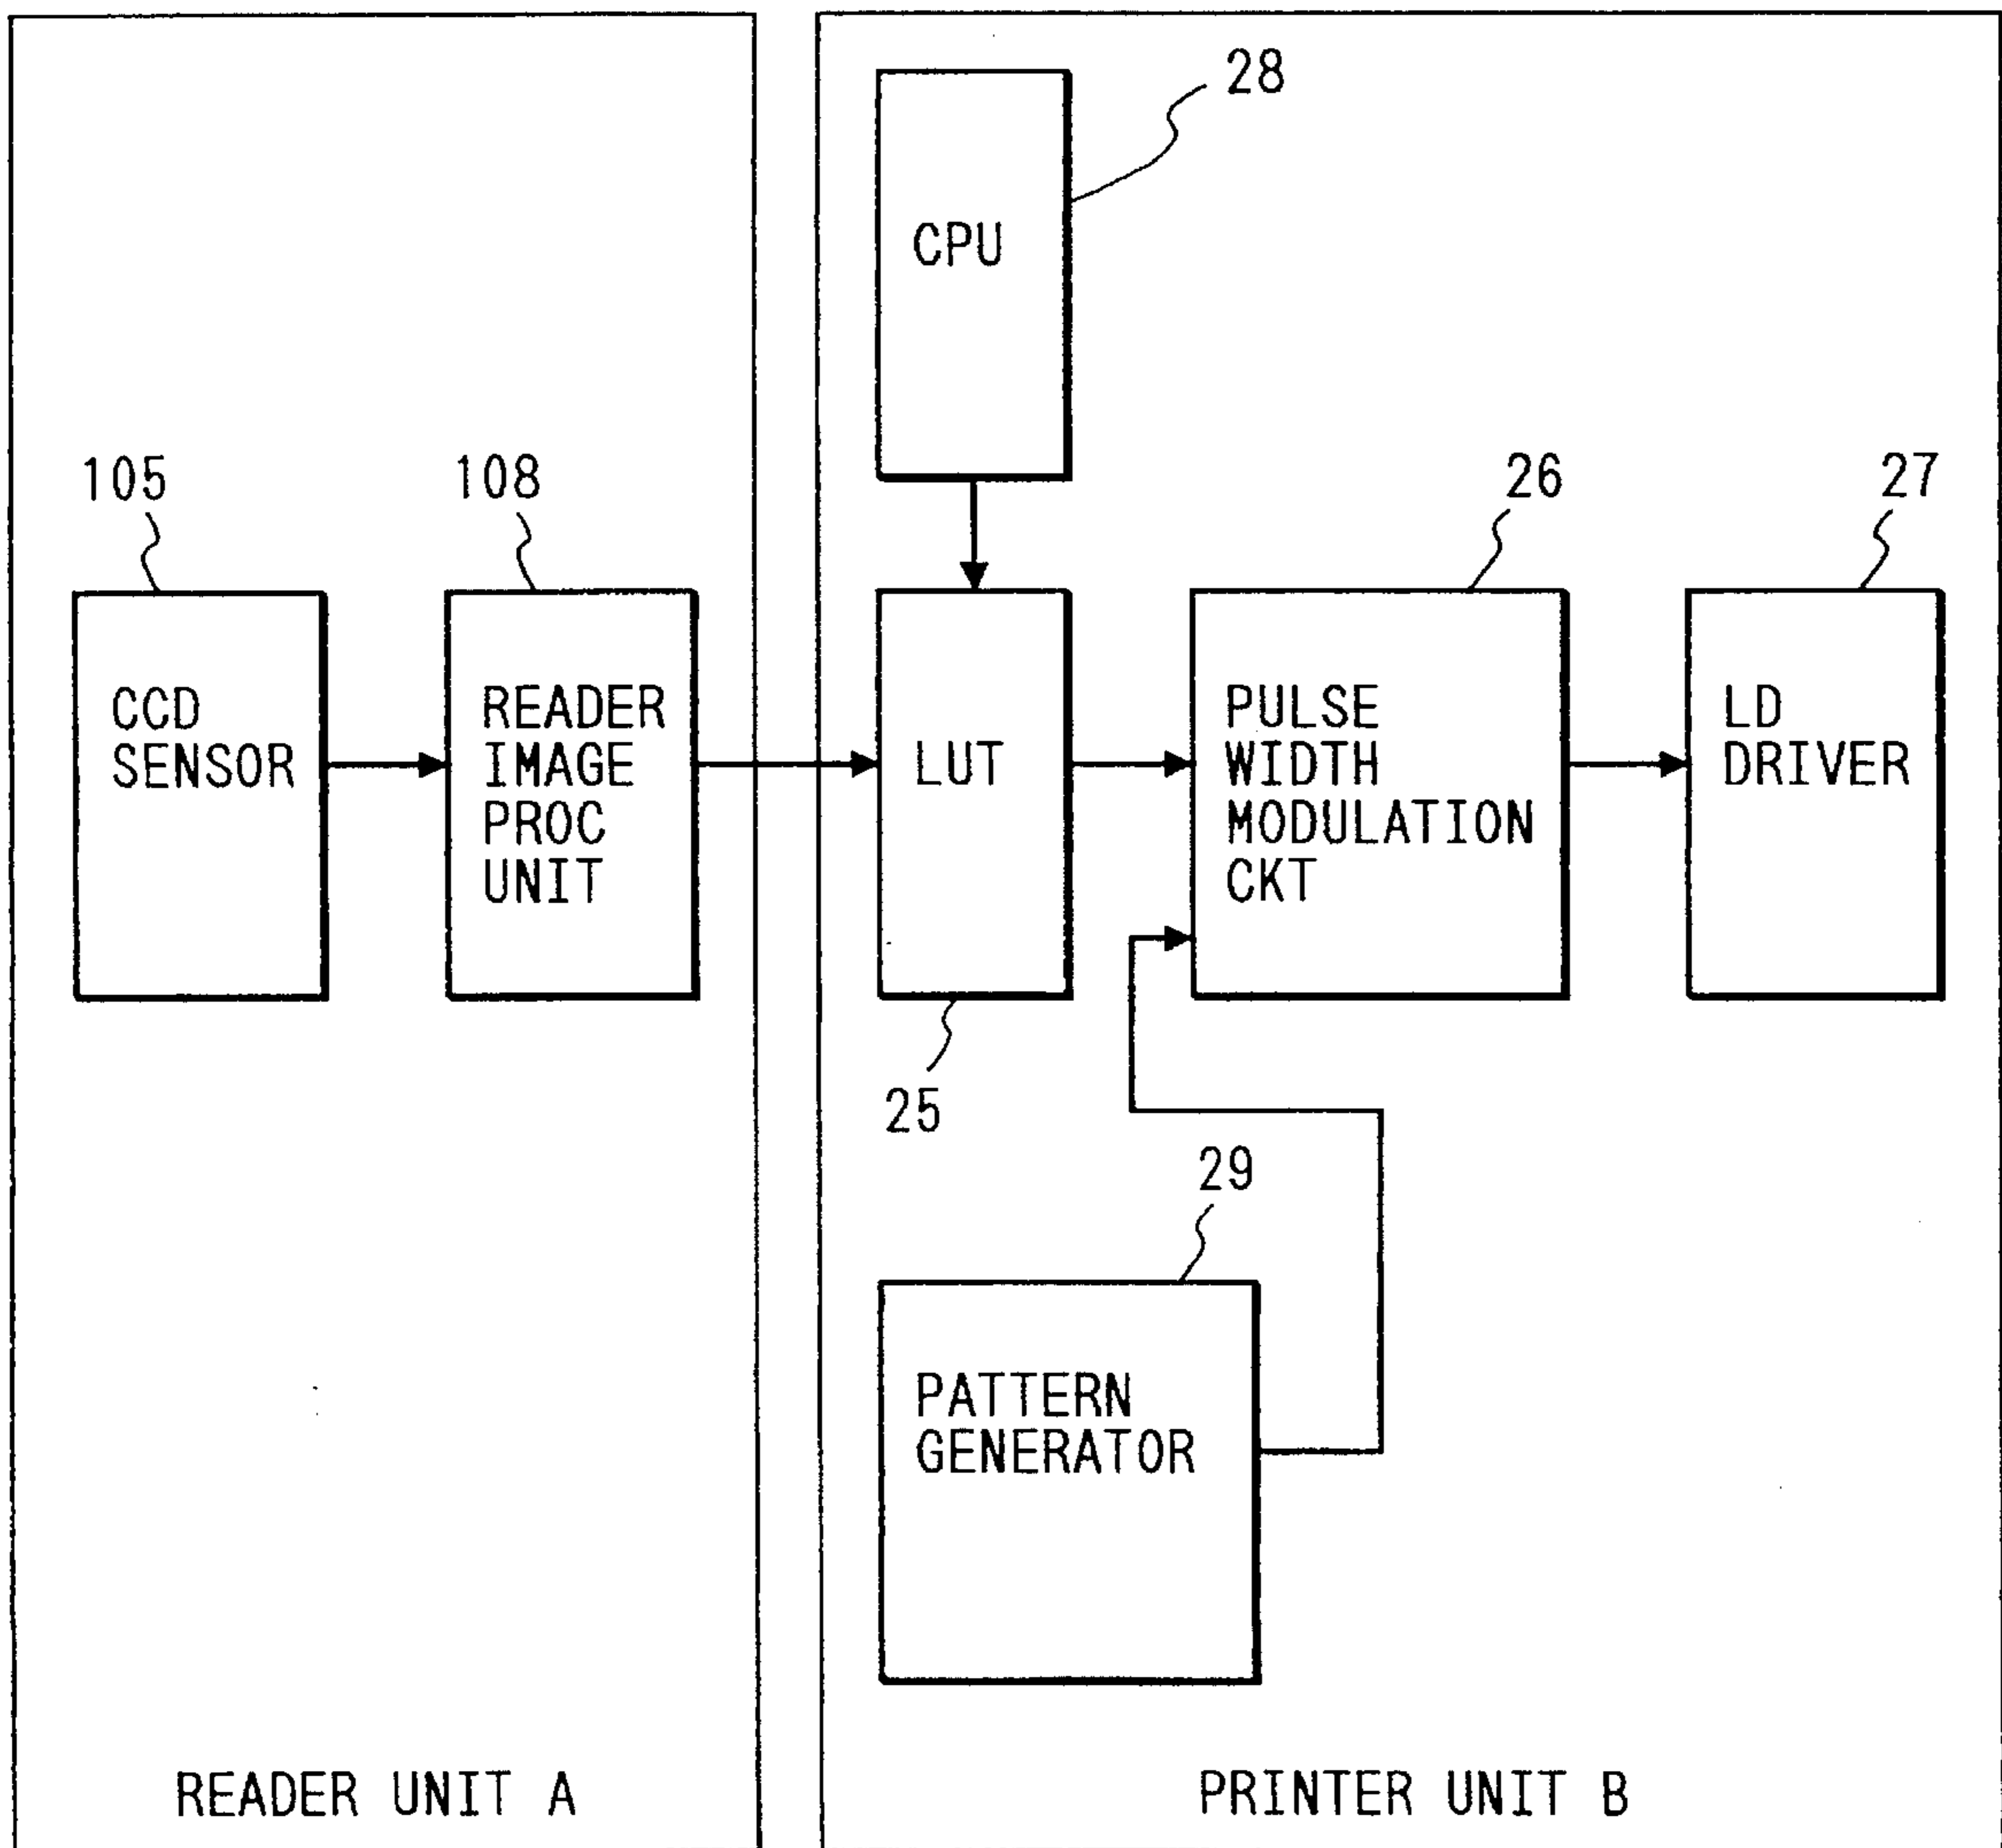 28
CPU
105
108
26
27
CCD
SENSOR
READER
IMAGE
PROC
UNIT
LUT
PULSE
WIDTH
MODULATION
CKT
LD
DRIVER
25
29
PATTERN
GENERATOR
READER UNIT A
PRINTER UNIT B